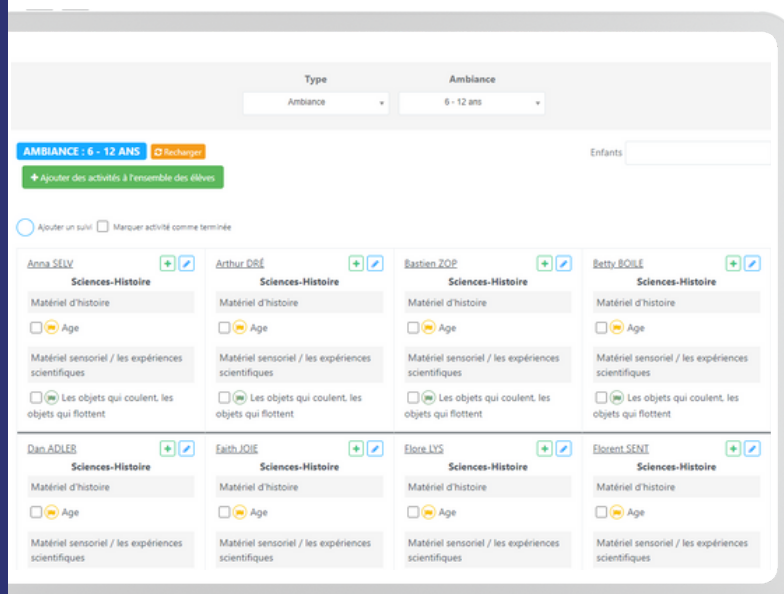 Type Ambiance
Ambiance 6 - 12 ans
AMBIANCE : 6 - 12 ANS Recharger Enfants
+ Ajouter des activités à l'ensemble des élèves
Ajouter un suivi Marquer activité comme terminée
Anna SELV Arthur DRÉ Bastien ZOP Betty BOILE
Sciences-Histoire Sciences-Histoire Sciences-Histoire Sciences-Histoire
Matériel d'histoire Matériel d'histoire Matériel d'histoire Matériel d'histoire
Age Age Age Age
Matériel sensoriel / les expériences Matériel sensoriel / les expériences Matériel sensoriel / les expériences Matériel sensoriel / les expériences
scientifiques scientifiques scientifiques scientifiques
Les objets qui coulent, les Les objets qui coulent, les Les objets qui coulent, les Les objets qui coulent, les
objets qui flottent objets qui flottent objets qui flottent objets qui flottent
Dan ADLER Faith JOIE Flore LYS Florent SENT
Sciences-Histoire Sciences-Histoire Sciences-Histoire Sciences-Histoire
Matériel d'histoire Matériel d'histoire Matériel d'histoire Matériel d'histoire
Age Age Age Age
Matériel sensoriel / les expériences Matériel sensoriel / les expériences Matériel sensoriel / les expériences Matériel sensoriel / les expériences
scientifiques scientifiques scientifiques scientifiques